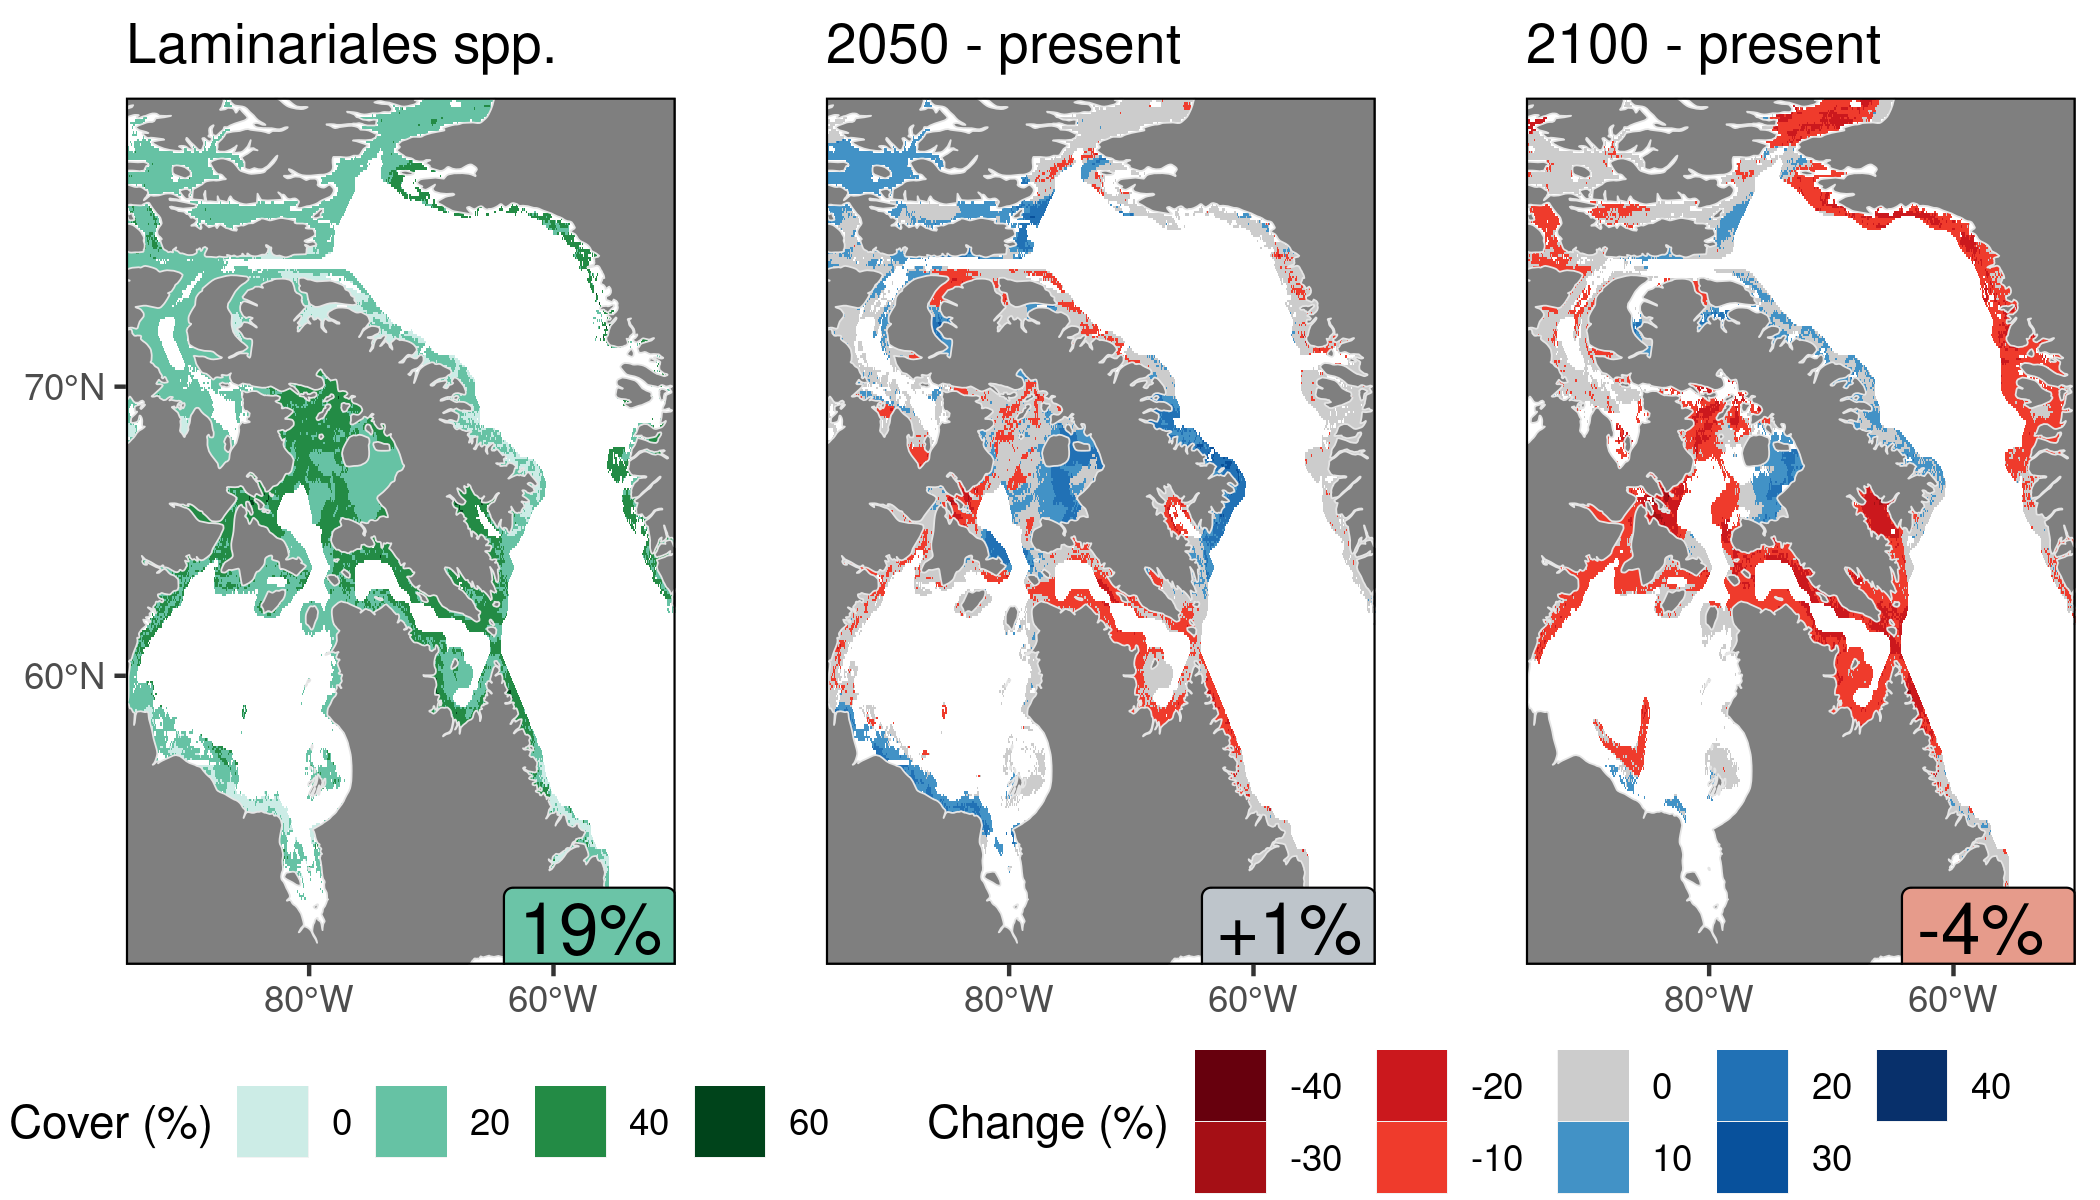 Laminariales spp.
2050 - present
2100 - present
70°N
60°N
19%
+1%
-4%
80°W
60°W
80°W
60°W
80°W
60°W
Cover (%)
0
20
40
60
Change (%)
-40
-20
0
20
40
-30
-10
10
30